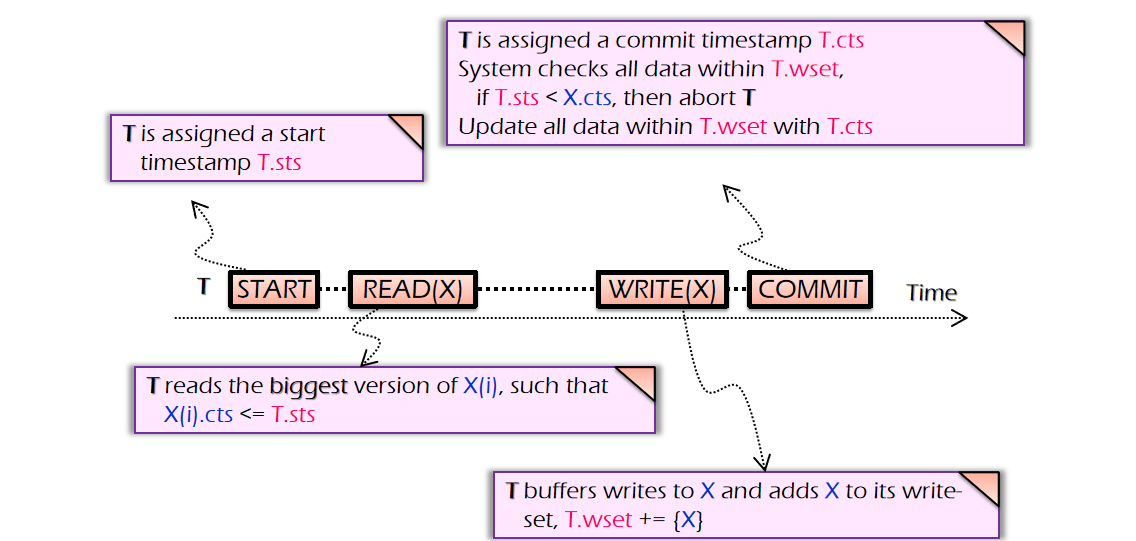 T is assigned a commit timestamp T.cts
System checks all data within T.wset,
if T.sts < X.cts, then abort T
Update all data within T.wset with T.cts
T is assigned a start
timestamp T.sts
T START READ(X) WRITE(X) COMMIT Time
T reads the biggest version of X(i), such that
X(i).cts <= T.sts
T buffers writes to X and adds X to its write-
set, T.wset += {X}